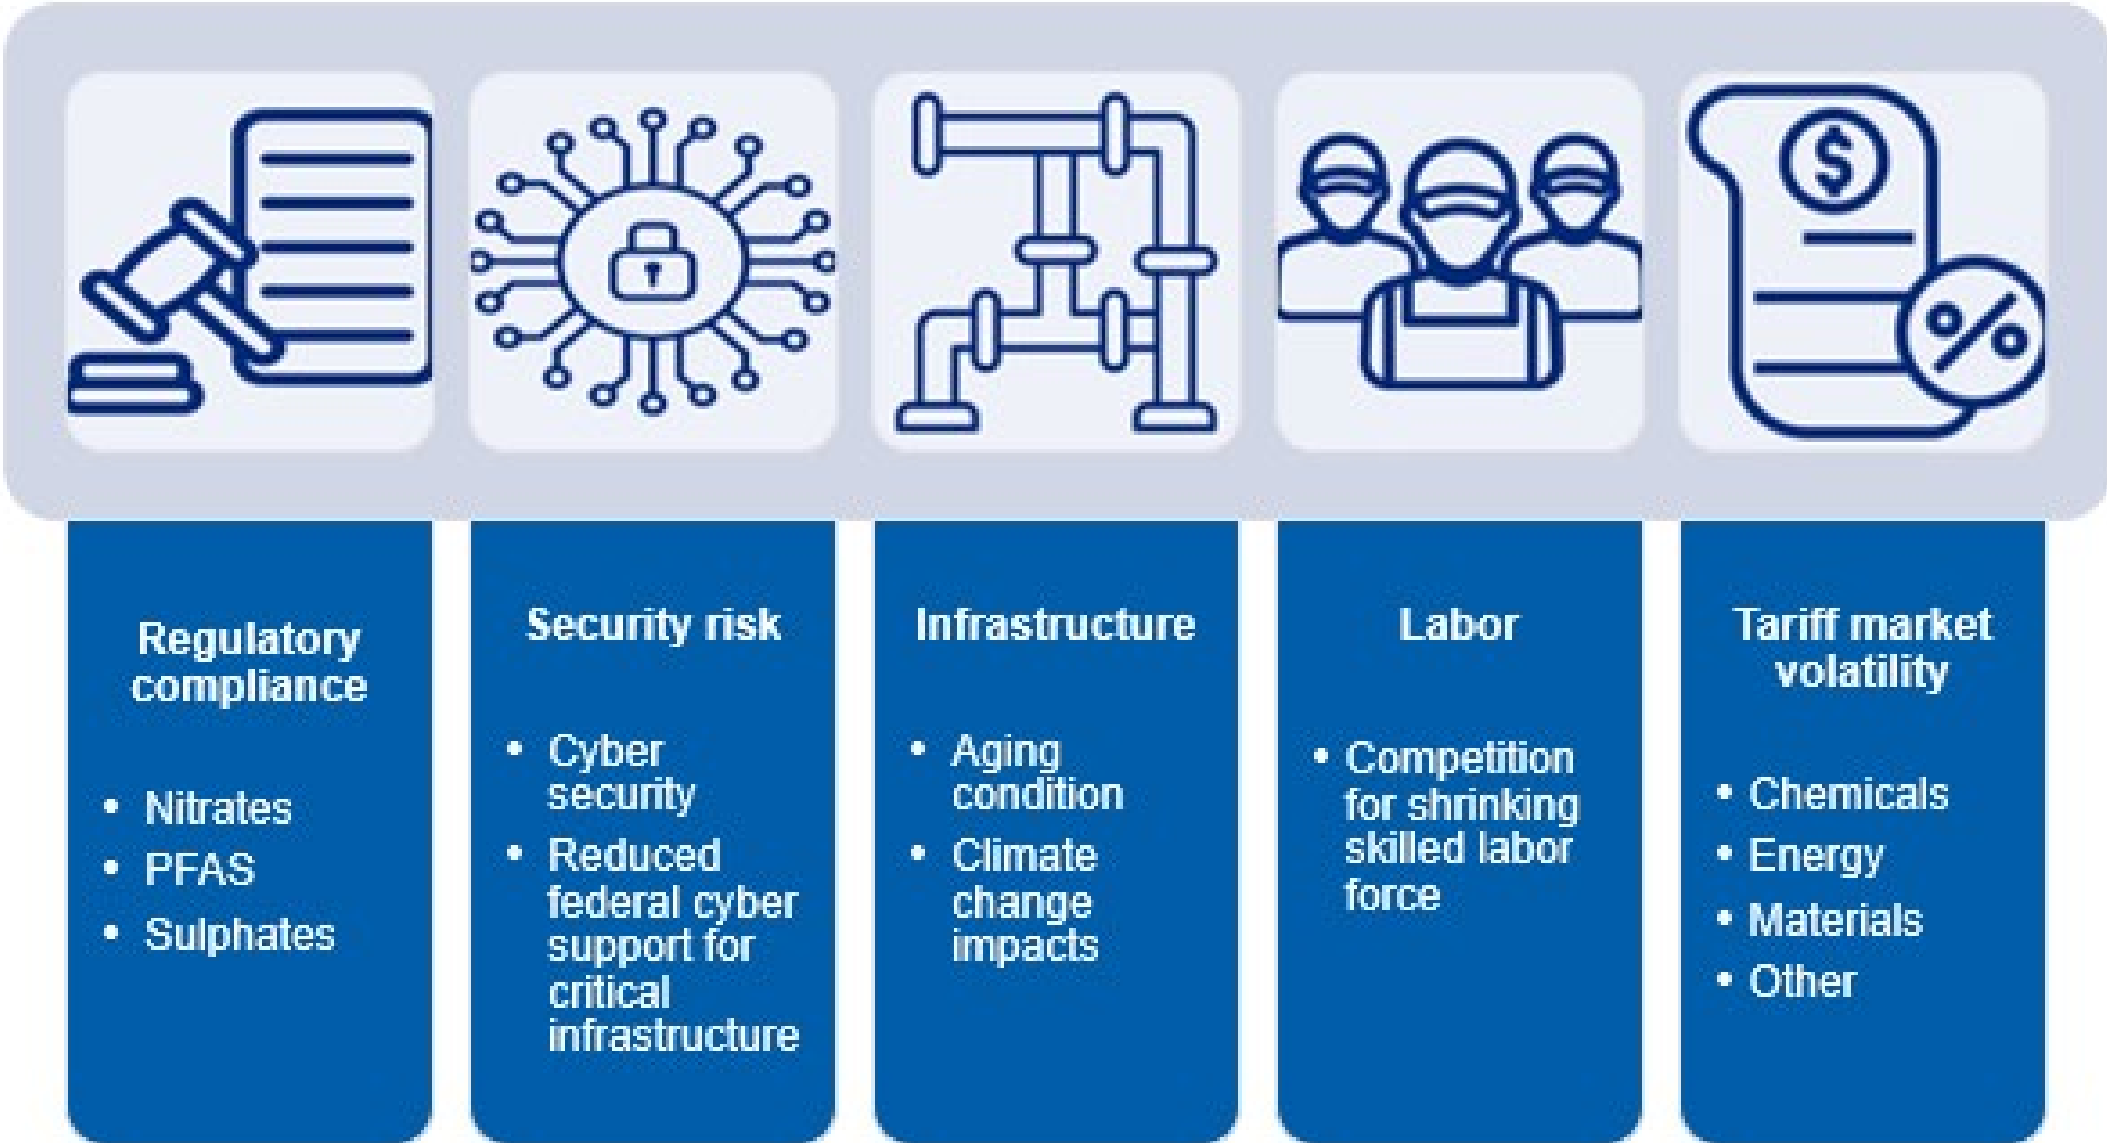 Regulatory
compliance
• Nitrates
• PFAS
• Sulphates
Security risk
• Cyber
security
• Reduced
federal cyber
support for
critical
infrastructure
Infrastructure
• Aging
condition
• Climate
change
impacts
Labor
• Competition
for shrinking
skilled labor
force
$
%
Tariff market
volatility
• Chemicals
• Energy
• Materials
• Other